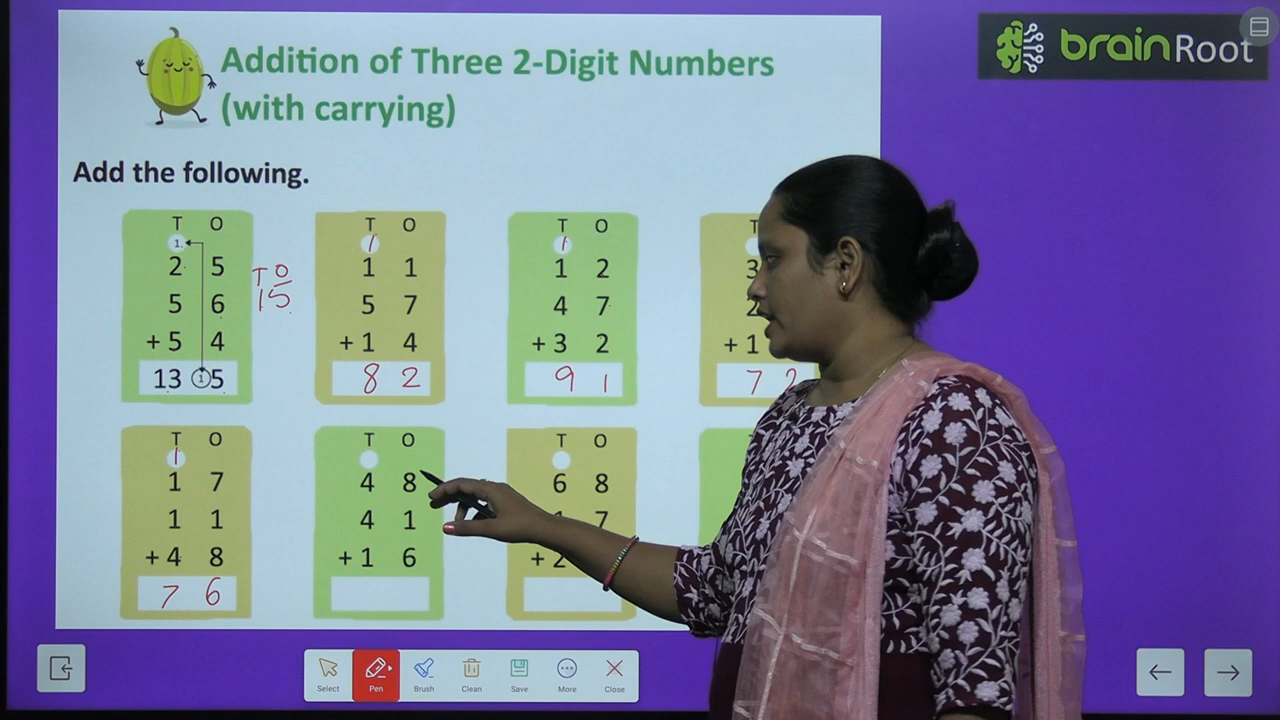 Addition of Three 2-Digit Numbers
(with carrying)
brainRoot
Add the following.
T O
1
2 5
5 6
+5 4
13 1 5
T O
15
T O
1
1 1
5 7
+1 4
8 2
T O
1
1 2
4 7
+3 2
9 1
T
3
2
+1
7 2
T O
1
1 7
1 1
+4 8
7 6
T O
4 8
4 1
+1 6
T O
6 8
7
+2
Select
Pen
Brush
Clean
Save
More
Close